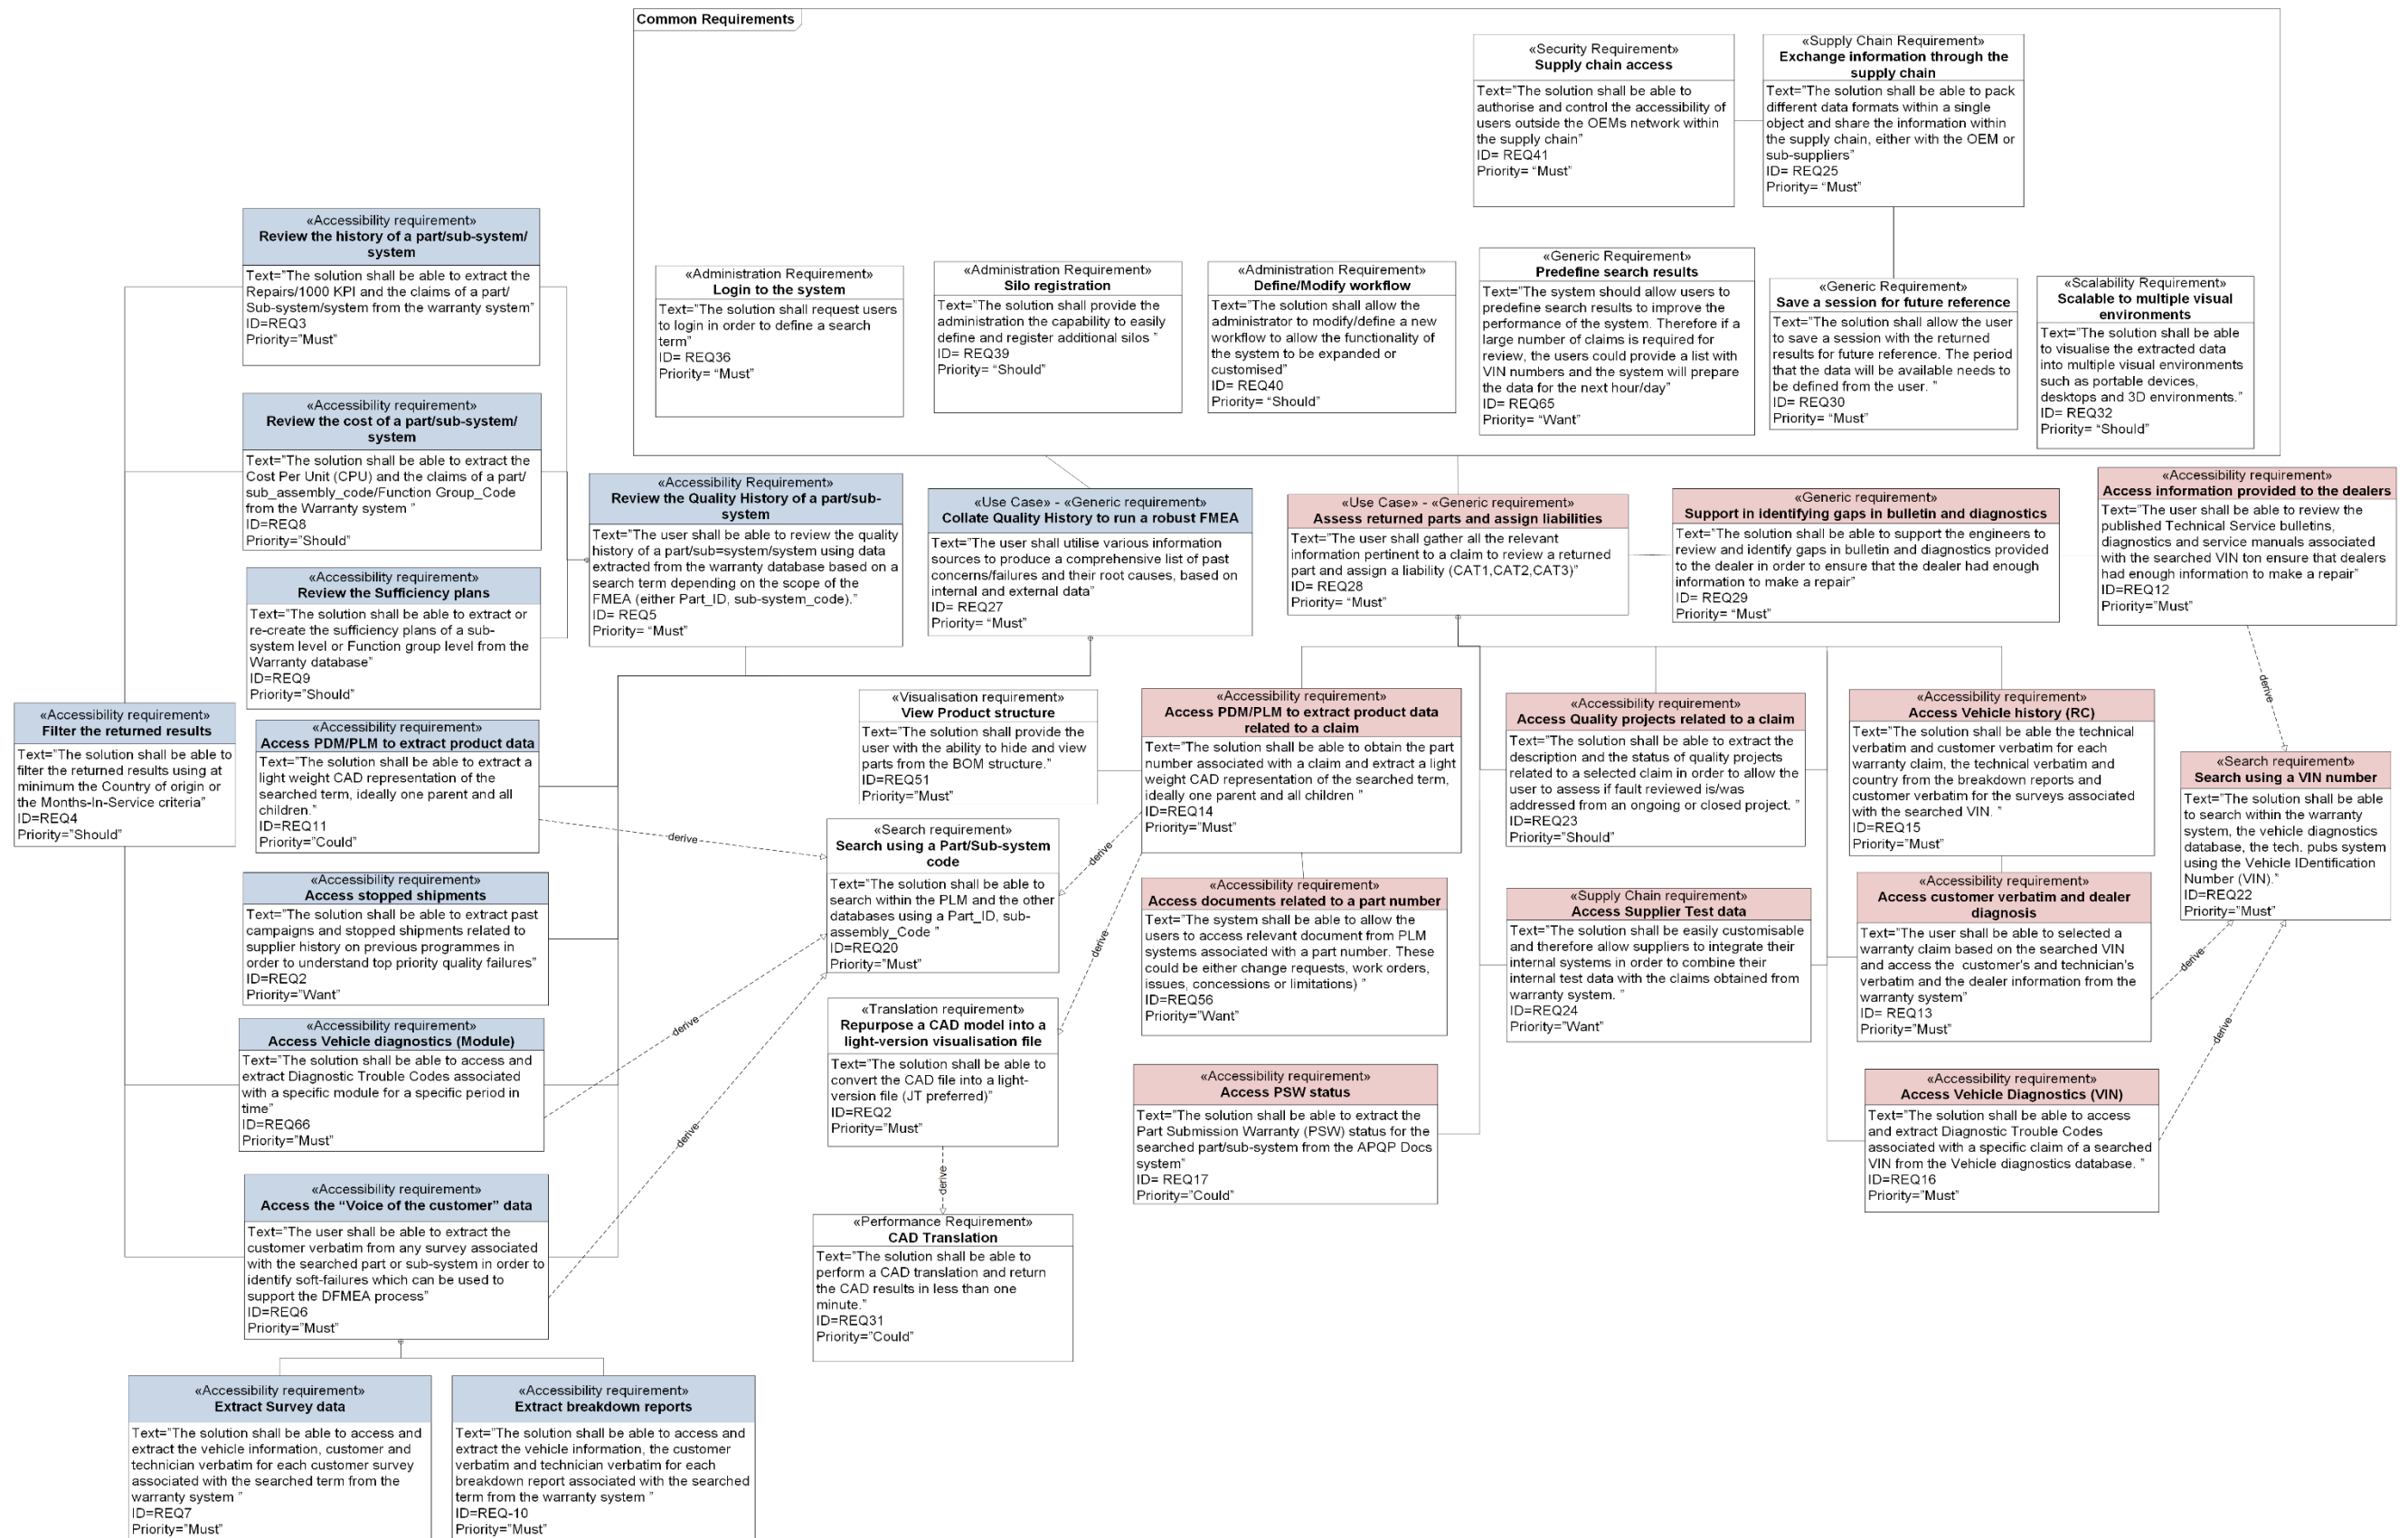 Common Requirements
«Security Requirement»
Supply chain access
Text="The solution shall be able to
authorise and control the accessibility of
users outside the OEMs network within
the supply chain”
ID= REQ41
Priority= “Must”
«Supply Chain Requirement»
Exchange information through the
supply chain
Text="The solution shall be able to pack
different data formats within a single
object and share the information within
the supply chain, either with the OEM or
sub-suppliers”
ID= REQ25
Priority= “Must”
«Administration Requirement»
Login to the system
Text="The solution shall request users
to login in order to define a search
term”
ID= REQ36
Priority= “Must”
«Administration Requirement»
Silo registration
Text="The solution shall provide the
administration the capability to easily
define and register additional silos ”
ID= REQ39
Priority= “Should”
«Administration Requirement»
Define/Modify workflow
Text="The solution shall allow the
administrator to modify/define a new
workflow to allow the functionality of
the system to be expanded or
customised”
ID= REQ40
Priority= “Should”
«Generic Requirement»
Predefine search results
Text="The system should allow users to
predefine search results to improve the
performance of the system. Therefore if a
large number of claims is required for
review, the users could provide a list with
VIN numbers and the system will prepare
the data for the next hour/day”
ID= REQ65
Priority= “Want”
«Generic Requirement»
Save a session for future reference
Text="The solution shall allow the user
to save a session with the returned
results for future reference. The period
that the data will be available needs to
be defined from the user. ”
ID= REQ30
Priority= “Must”
«Scalability Requirement»
Scalable to multiple visual
environments
Text="The solution shall be able
to visualise the extracted data
into multiple visual environments
such as portable devices,
desktops and 3D environments.”
ID= REQ32
Priority= “Should”
«Accessibility requirement»
Review the history of a part/sub-system/
system
Text="The solution shall be able to extract the
Repairs/1000 KPI and the claims of a part/
Sub-system/system from the warranty system”
ID=REQ3
Priority=”Must”
«Accessibility requirement»
Review the cost of a part/sub-system/
system
Text="The solution shall be able to extract the
Cost Per Unit (CPU) and the claims of a part/
sub_assembly_code/Function Group_Code
from the Warranty system ”
ID=REQ8
Priority=”Should”
«Accessibility requirement»
Review the Sufficiency plans
Text="The solution shall be able to extract or
re-create the sufficiency plans of a sub-
system level or Function group level from the
Warranty database”
ID=REQ9
Priority=”Should”
«Accessibility Requirement»
Review the Quality History of a part/sub-
system
Text="The user shall be able to review the quality
history of a part/sub=system/system using data
extracted from the warranty database based on a
search term depending on the scope of the
FMEA (either Part_ID, sub-system_code).”
ID= REQ5
Priority= “Must”
«Use Case» - «Generic requirement»
Collate Quality History to run a robust FMEA
Text="The user shall utilise various information
sources to produce a comprehensive list of past
concerns/failures and their root causes, based on
internal and external data”
ID= REQ27
Priority= “Must”
«Use Case» - «Generic requirement»
Assess returned parts and assign liabilities
Text="The user shall gather all the relevant
information pertinent to a claim to review a returned
part and assign a liability (CAT1,CAT2,CAT3)”
ID= REQ28
Priority= “Must”
«Generic requirement»
Support in identifying gaps in bulletin and diagnostics
Text="The solution shall be able to support the engineers to
review and identify gaps in bulletin and diagnostics provided
to the dealer in order to ensure that the dealer had enough
information to make a repair”
ID= REQ29
Priority= “Must”
«Accessibility requirement»
Access information provided to the dealers
Text="The user shall be able to review the
published Technical Service bulletins,
diagnostics and service manuals associated
with the searched VIN ton ensure that dealers
had enough information to make a repair”
ID=REQ12
Priority=”Must”
«Accessibility requirement»
Filter the returned results
Text="The solution shall be able to
filter the returned results using at
minimum the Country of origin or
the Months-In-Service criteria”
ID=REQ4
Priority=”Should”
«Accessibility requirement»
Access PDM/PLM to extract product data
Text="The solution shall be able to extract a
light weight CAD representation of the
searched term, ideally one parent and all
children.”
ID=REQ11
Priority=”Could”
«Visualisation requirement»
View Product structure
Text="The solution shall provide the
user with the ability to hide and view
parts from the BOM structure.”
ID=REQ51
Priority=”Must”
«Accessibility requirement»
Access PDM/PLM to extract product data
related to a claim
Text="The solution shall be able to obtain the part
number associated with a claim and extract a light
weight CAD representation of the searched term,
ideally one parent and all children ”
ID=REQ14
Priority=”Must”
«Accessibility requirement»
Access Quality projects related to a claim
Text="The solution shall be able to extract the
description and the status of quality projects
related to a selected claim in order to allow the
user to assess if fault reviewed is/was
addressed from an ongoing or closed project. ”
ID=REQ23
Priority=”Should”
«Accessibility requirement»
Access Vehicle history (RC)
Text="The solution shall be able the technical
verbatim and customer verbatim for each
warranty claim, the technical verbatim and
country from the breakdown reports and
customer verbatim for the surveys associated
with the searched VIN. ”
ID=REQ15
Priority=”Must”
derive
«Search requirement»
Search using a VIN number
Text="The solution shall be able
to search within the warranty
system, the vehicle diagnostics
database, the tech. pubs system
using the Vehicle IDentification
Number (VIN).”
ID=REQ22
Priority=”Must”
derive
«Search requirement»
Search using a Part/Sub-system
code
Text="The solution shall be able to
search within the PLM and the other
databases using a Part_ID, sub-
assembly_Code ”
ID=REQ20
Priority=”Must”
derive
derive
«Accessibility requirement»
Access stopped shipments
Text="The solution shall be able to extract past
campaigns and stopped shipments related to
supplier history on previous programmes in
order to understand top priority quality failures”
ID=REQ2
Priority=”Want”
«Accessibility requirement»
Access documents related to a part number
Text="The system shall be able to allow the
users to access relevant document from PLM
systems associated with a part number. These
could be either change requests, work orders,
issues, concessions or limitations) ”
ID=REQ56
Priority=”Want”
«Supply Chain requirement»
Access Supplier Test data
Text="The solution shall be easily customisable
and therefore allow suppliers to integrate their
internal systems in order to combine their
internal test data with the claims obtained from
warranty system. ”
ID=REQ24
Priority=”Want”
«Accessibility requirement»
Access customer verbatim and dealer
diagnosis
Text="The user shall be able to selected a
warranty claim based on the searched VIN
and access the  customer's and technician's
verbatim and the dealer information from the
warranty system”
ID= REQ13
Priority=”Must”
derive
derive
«Accessibility requirement»
Access Vehicle diagnostics (Module)
Text="The solution shall be able to access and
extract Diagnostic Trouble Codes associated
with a specific module for a specific period in
time”
ID=REQ66
Priority=”Must”
derive
derive
«Translation requirement»
Repurpose a CAD model into a
light-version visualisation file
Text="The solution shall be able to
convert the CAD file into a light-
version file (JT preferred)”
ID=REQ2
Priority=”Must”
derive
«Accessibility requirement»
Access PSW status
Text="The solution shall be able to extract the
Part Submission Warranty (PSW) status for the
searched part/sub-system from the APQP Docs
system”
ID= REQ17
Priority=”Could”
«Accessibility requirement»
Access Vehicle Diagnostics (VIN)
Text="The solution shall be able to access
and extract Diagnostic Trouble Codes
associated with a specific claim of a searched
VIN from the Vehicle diagnostics database. ”
ID=REQ16
Priority=”Must”
«Accessibility requirement»
Access the “Voice of the customer” data
Text="The user shall be able to extract the
customer verbatim from any survey associated
with the searched part or sub-system in order to
identify soft-failures which can be used to
support the DFMEA process”
ID=REQ6
Priority=”Must”
«Performance Requirement»
CAD Translation
Text="The solution shall be able to
perform a CAD translation and return
the CAD results in less than one
minute.”
ID=REQ31
Priority=”Could”
«Accessibility requirement»
Extract Survey data
Text="The solution shall be able to access and
extract the vehicle information, customer and
technician verbatim for each customer survey
associated with the searched term from the
warranty system ”
ID=REQ7
Priority=”Must”
«Accessibility requirement»
Extract breakdown reports
Text="The solution shall be able to access and
extract the vehicle information, the customer
verbatim and technician verbatim for each
breakdown report associated with the searched
term from the warranty system ”
ID=REQ-10
Priority=”Must”